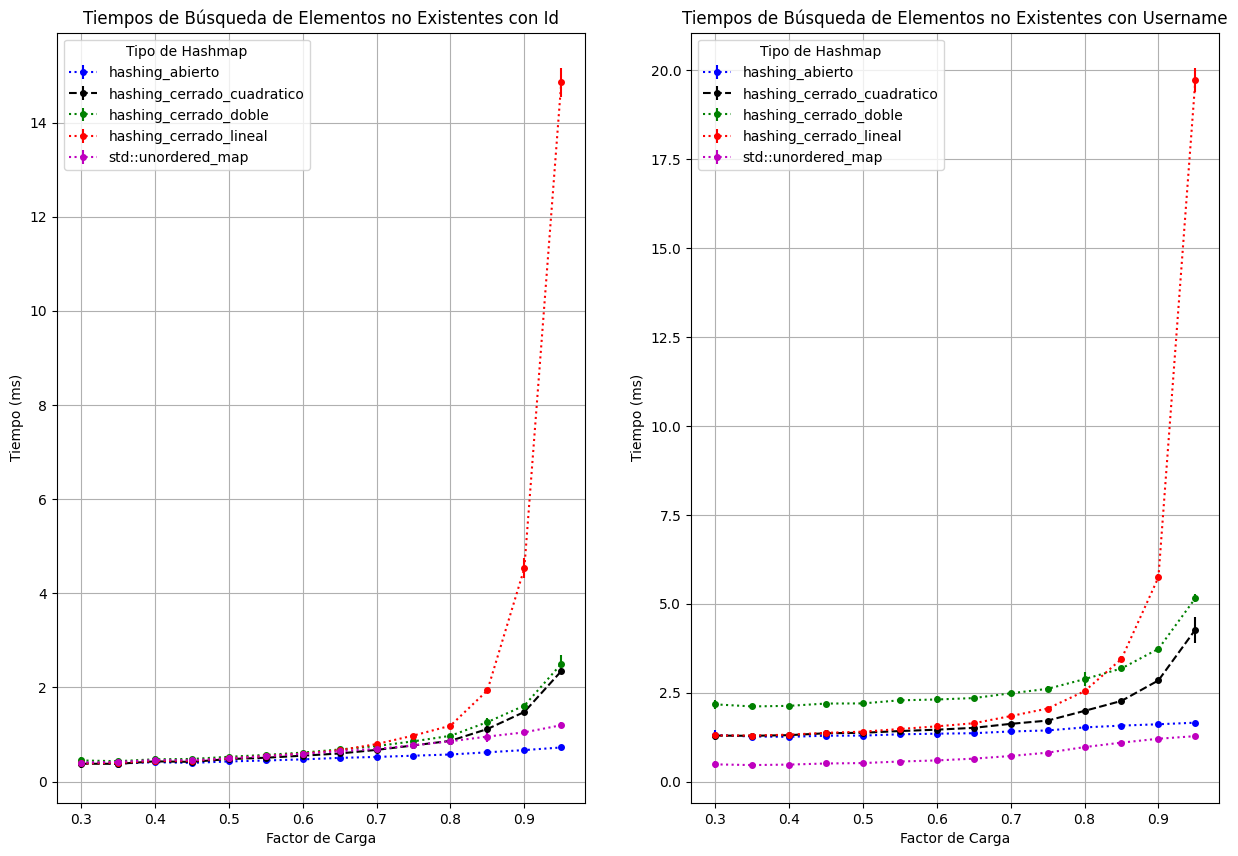 Tiempos de Búsqueda de Elementos no Existentes con Id
Tipo de Hashmap
hashing_abierto
hashing_cerrado_cuadratico
hashing_cerrado_doble
hashing_cerrado_lineal
std::unordered_map
14
12
10
8
6
4
2
0
Tiempo (ms)
0.3 0.4 0.5 0.6 0.7 0.8 0.9
Factor de Carga
Tiempos de Búsqueda de Elementos no Existentes con Username
Tipo de Hashmap
hashing_abierto
hashing_cerrado_cuadratico
hashing_cerrado_doble
hashing_cerrado_lineal
std::unordered_map
20.0
17.5
15.0
12.5
10.0
7.5
5.0
2.5
0.0
Tiempo (ms)
0.3 0.4 0.5 0.6 0.7 0.8 0.9
Factor de Carga